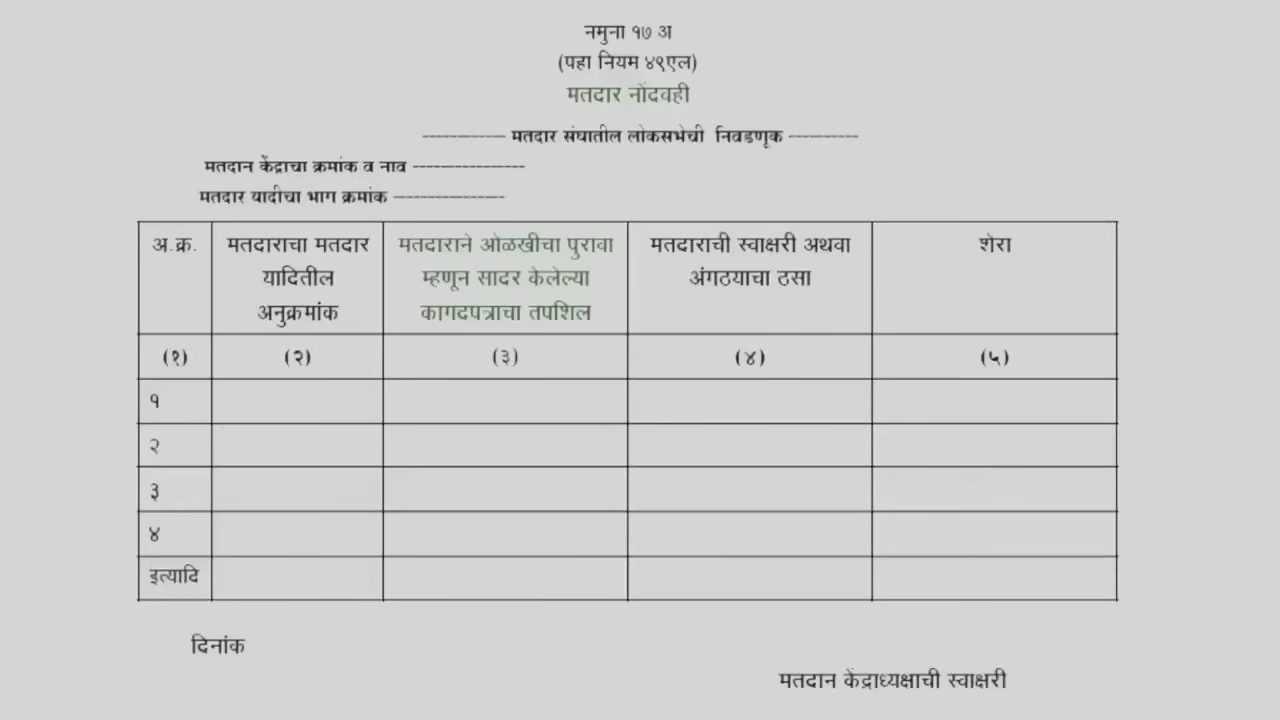 नमुना १७ अ
(पहा नियम ४९एल)
मतदार नोंदवही
---------------- मतदार संघातील लोकसभेची निवडणूक -------------
मतदान केंद्राचा क्रमांक व नाव ---------------------
मतदार यादीचा भाग क्रमांक ---------------------
अ.क्र.
मतदाराचा मतदार
यादितील
अनुक्रमांक
मतदाराने ओळखीचा पुरावा
म्हणून सादर केलेल्या
कागदपत्राचा तपशिल
मतदाराची स्वाक्षरी अथवा
अंगठयाचा ठसा
शेरा
(१) (२) (३) (४) (५)
१
२
३
४
इत्यादि
दिनांक
मतदान केंद्राध्यक्षाची स्वाक्षरी